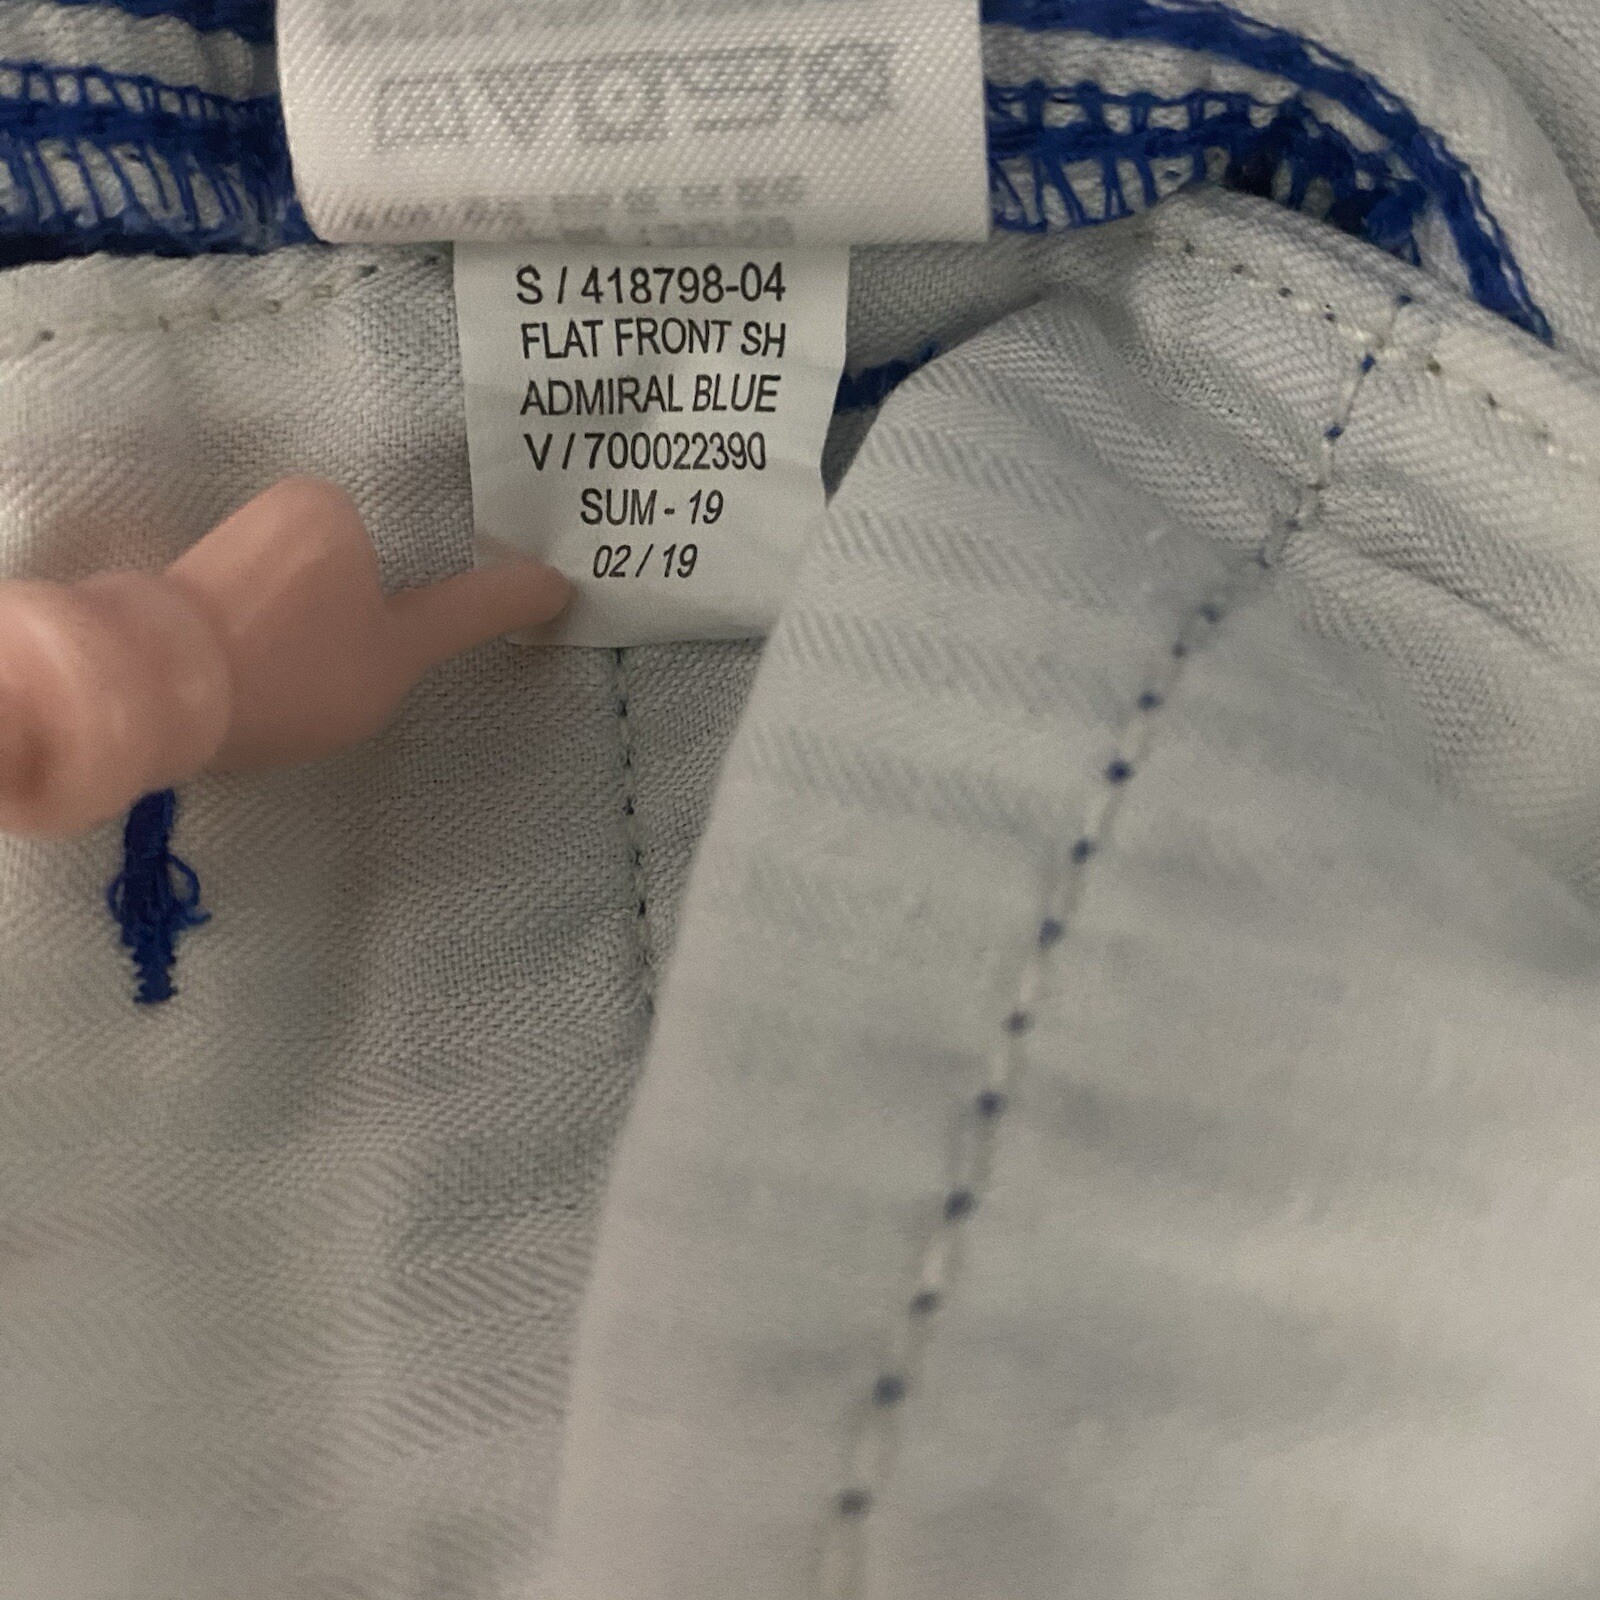 S / 418798-04
FLAT FRONT SH
ADMIRAL BLUE
V / 700022390
SUM - 19
02 / 19